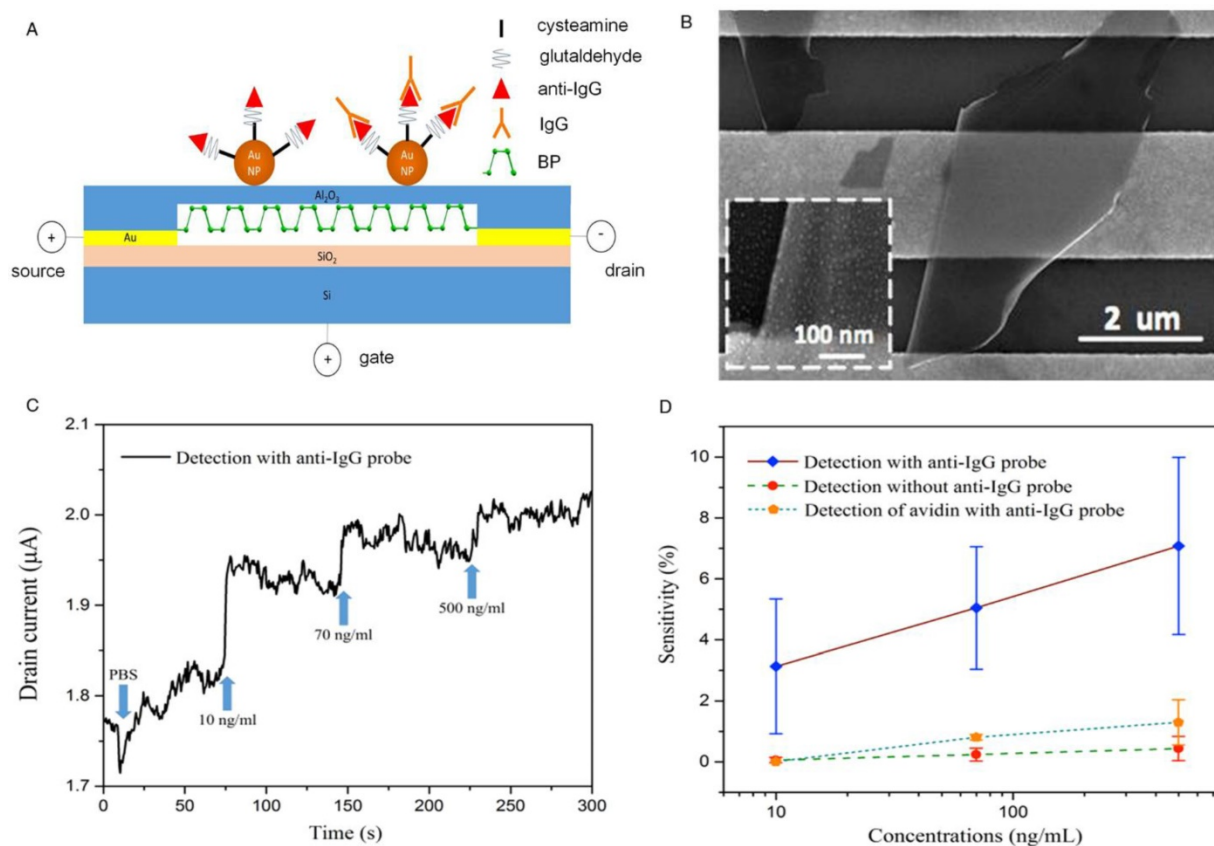 A
cysteamine
glutaldehyde
anti-IgG
IgG
BP
Au
NP
Au
NP
Al2O3
Au
SiO2
Si
+
source
-
drain
+
gate
B
100 nm
2 um
C
Detection with anti-IgG probe
Drain current (μA)
2.1
2.0
1.9
1.8
1.7
PBS
10 ng/ml
70 ng/ml
500 ng/ml
0 50 100 150 200 250 300
Time (s)
D
Detection with anti-IgG probe
Detection without anti-IgG probe
Detection of avidin with anti-IgG probe
Sensitivity (%)
10
8
6
4
2
0
10 100
Concentrations (ng/mL)